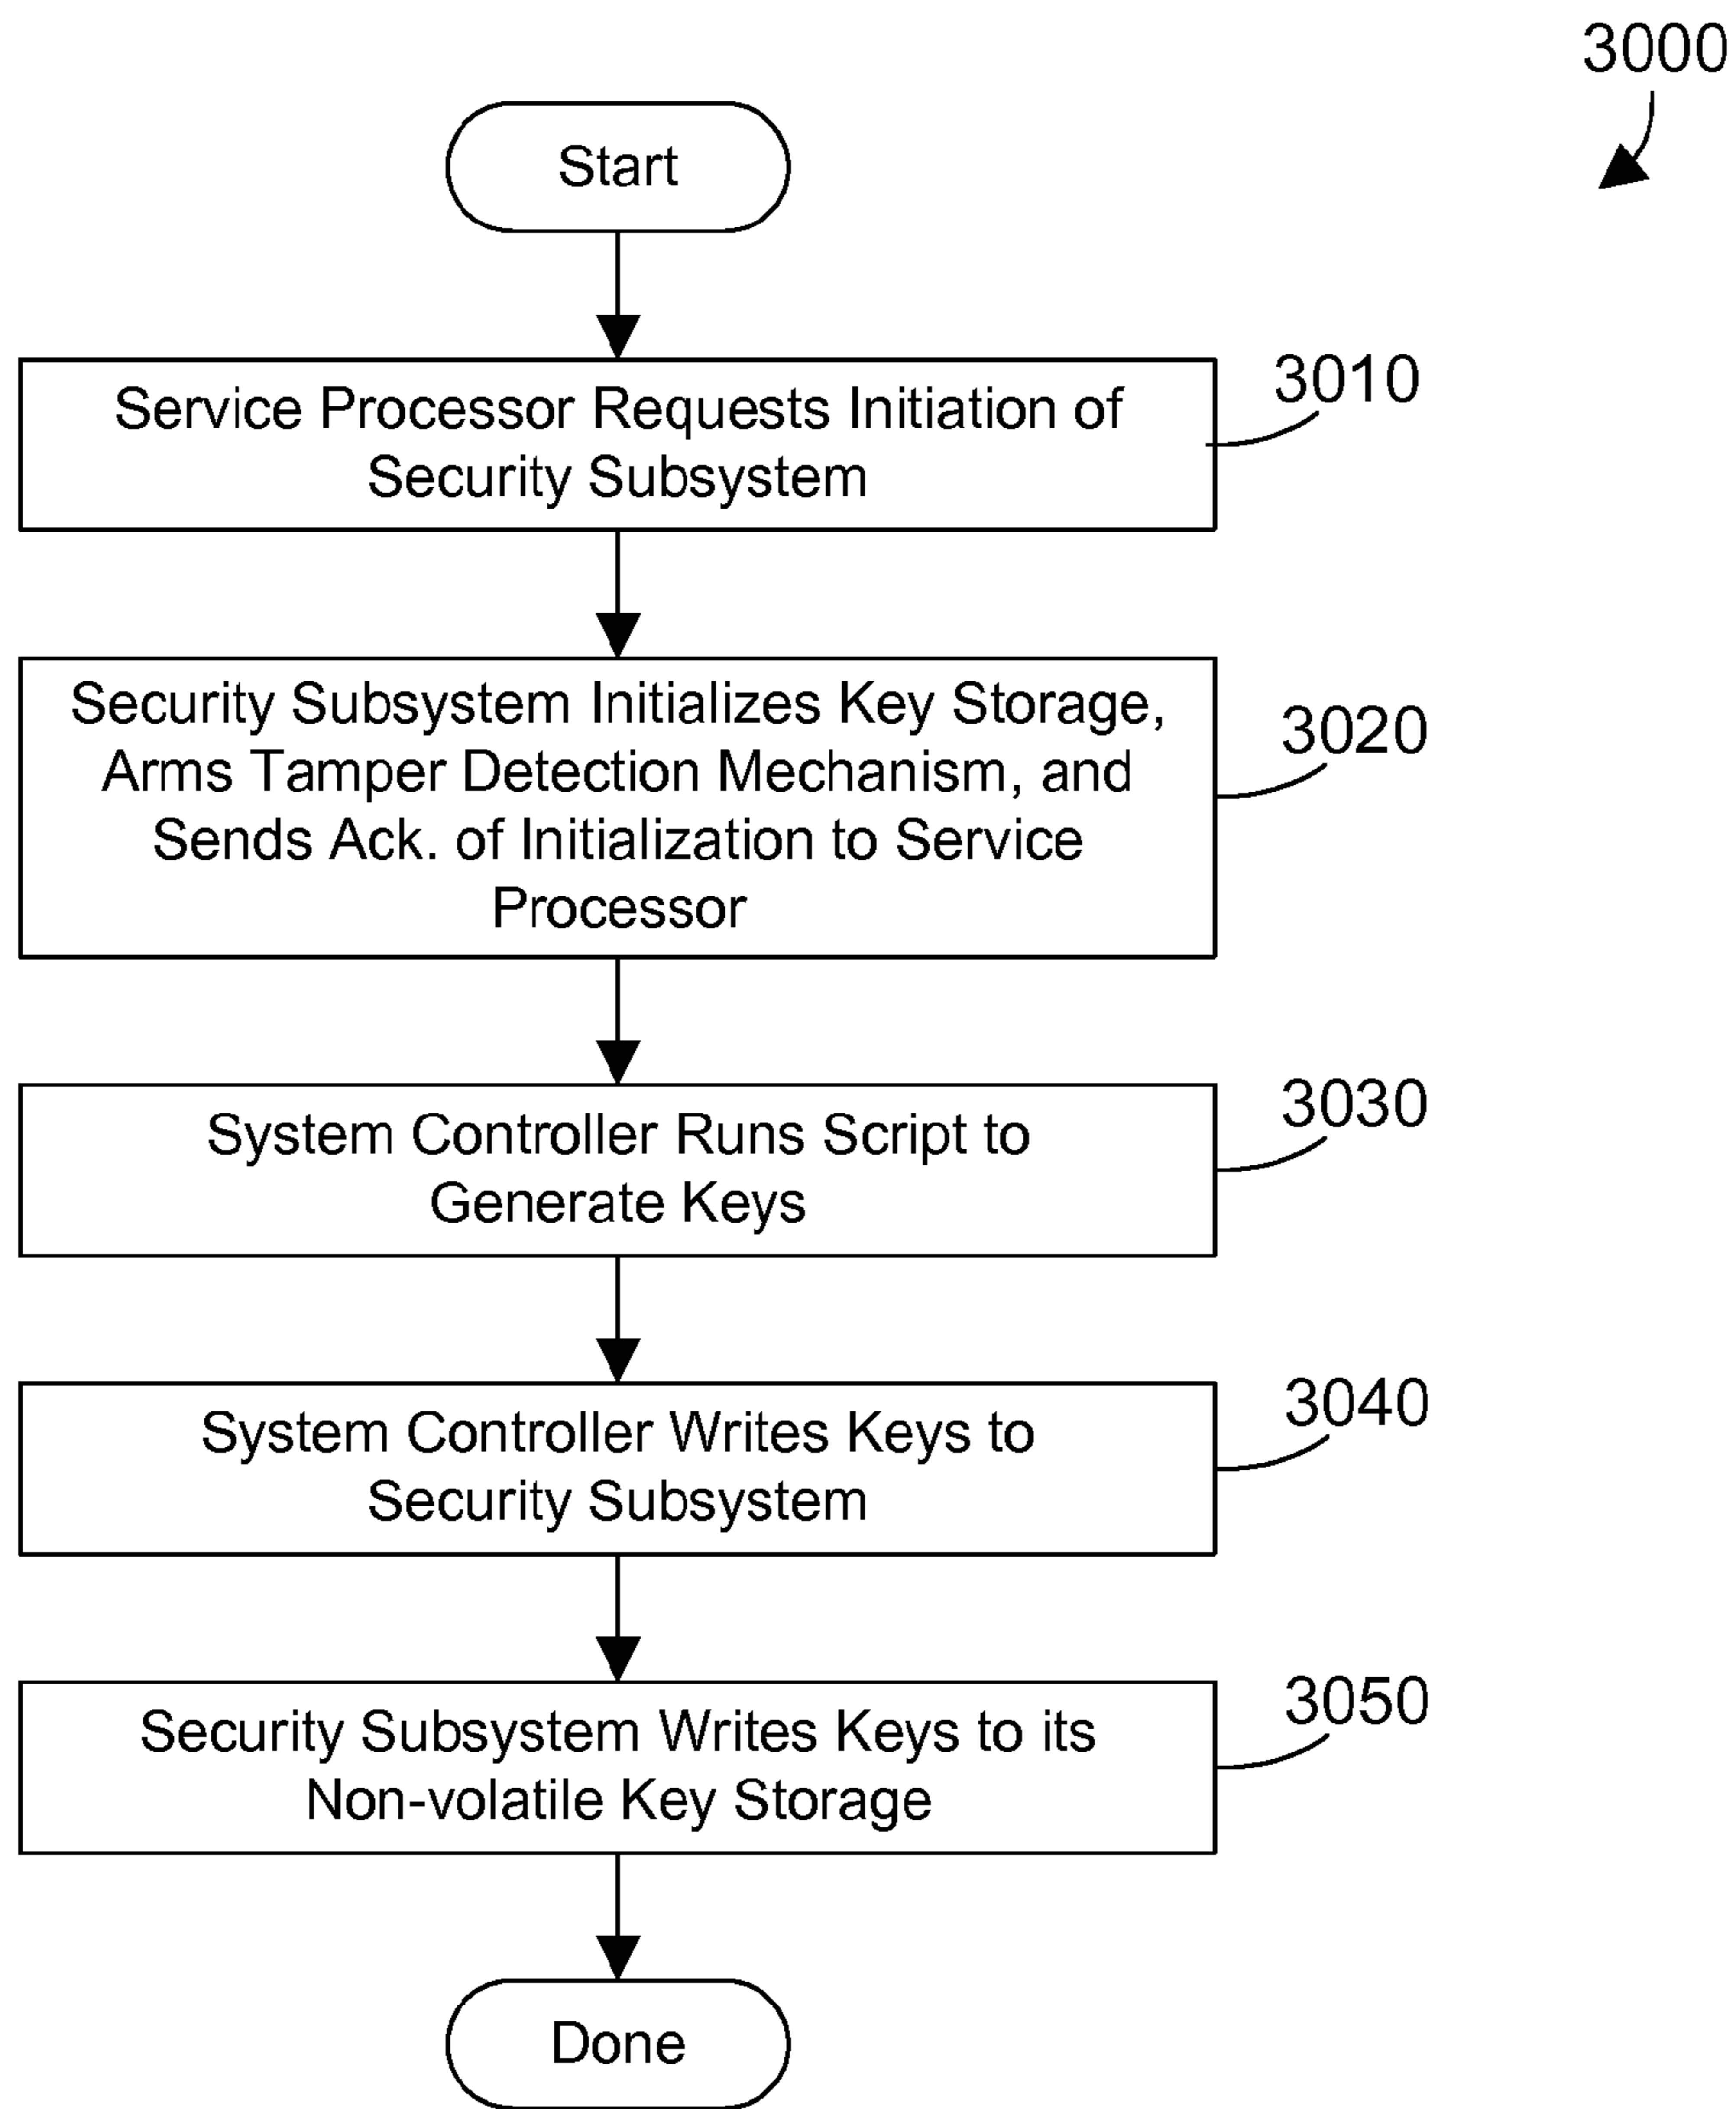 3000
Start
Service Processor Requests Initiation of
Security Subsystem
3010
Security Subsystem Initializes Key Storage,
Arms Tamper Detection Mechanism, and
Sends Ack. of Initialization to Service
Processor
3020
System Controller Runs Script to
Generate Keys
3030
System Controller Writes Keys to
Security Subsystem
3040
Security Subsystem Writes Keys to its
Non-volatile Key Storage
3050
Done